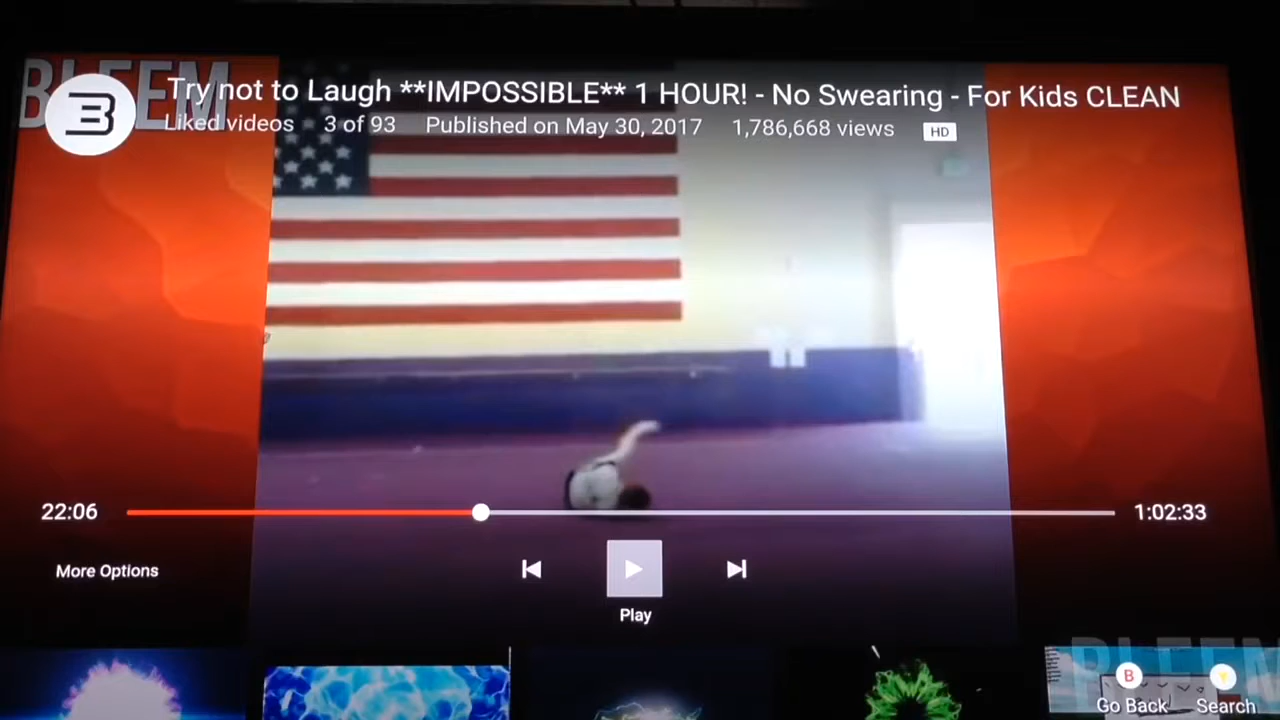 BLEEM
Try not to Laugh **IMPOSSIBLE** 1 HOUR! - No Swearing - For Kids CLEAN
Liked videos 3 of 93 Published on May 30, 2017 1,786,668 views HD
22:06 1:02:33
More Options
Play
BLEEM
B Y
Go Back Search